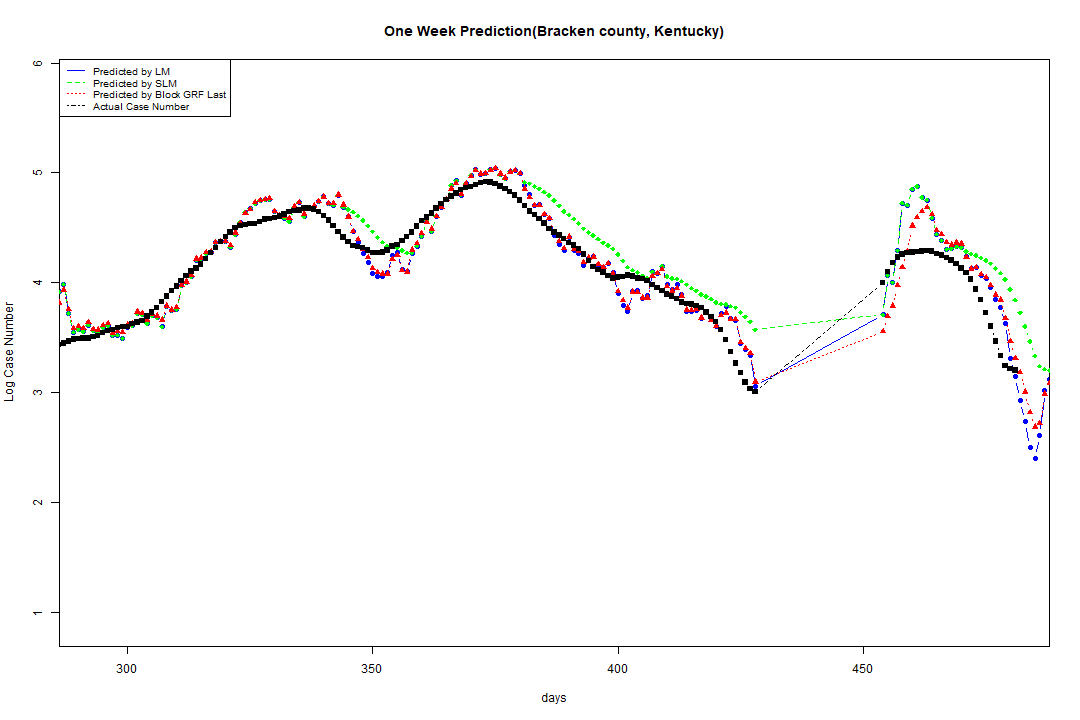 One Week Prediction(Bracken county, Kentucky)
Predicted by LM
Predicted by SLM
Predicted by Block GRF Last
Actual Case Number
6
5
4
3
2
1
Log Case Number
300
350
400
450
days